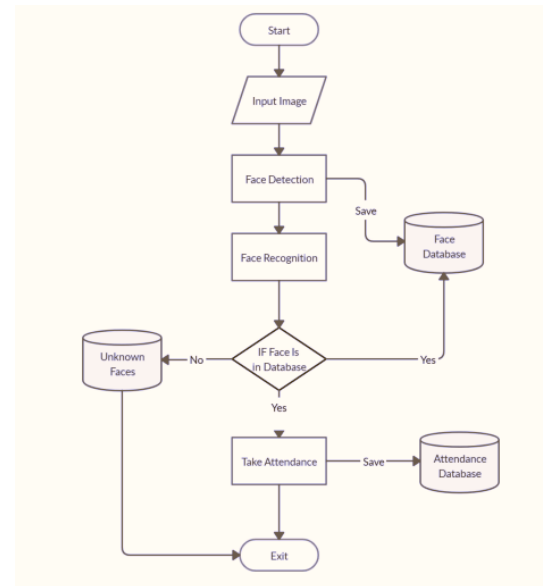 Start
Input Image
Face Detection
Save
Face
Database
Face Recognition
IF Face Is
in Database
No
Unknown
Faces
Yes
Yes
Take Attendance
Save
Attendance
Database
Exit